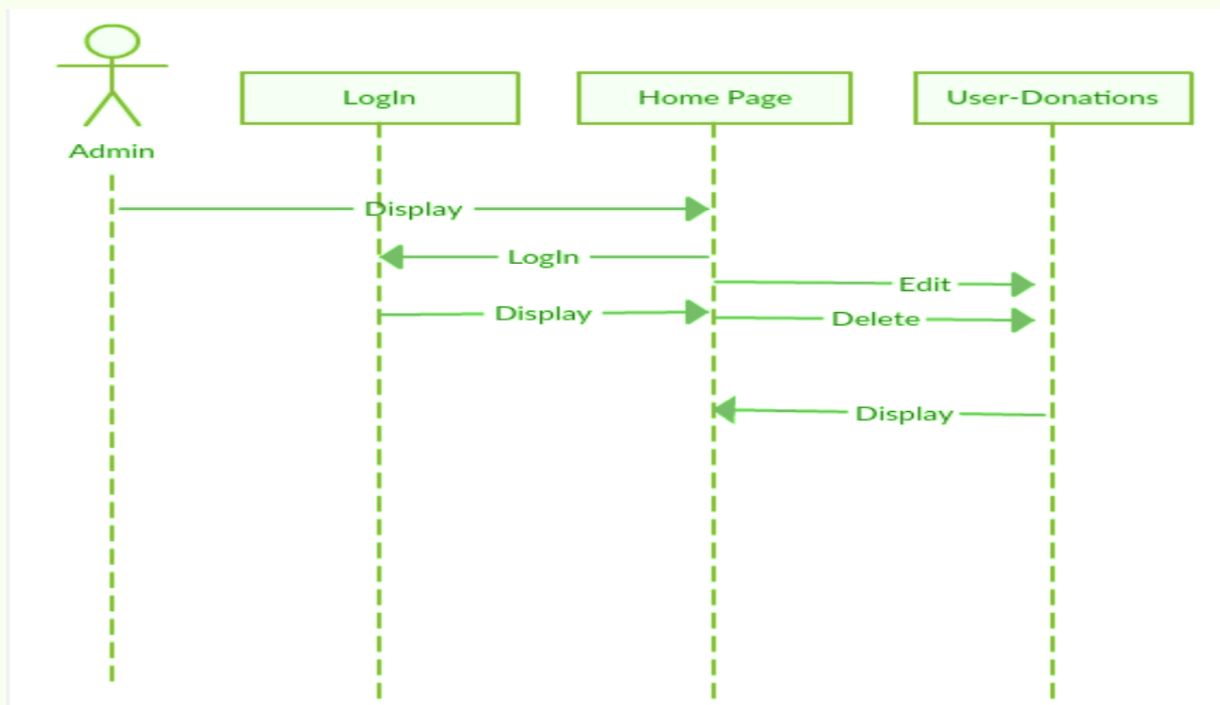 LogIn
Home Page
User-Donations
Admin
Display
LogIn
Edit
Display
Delete
Display